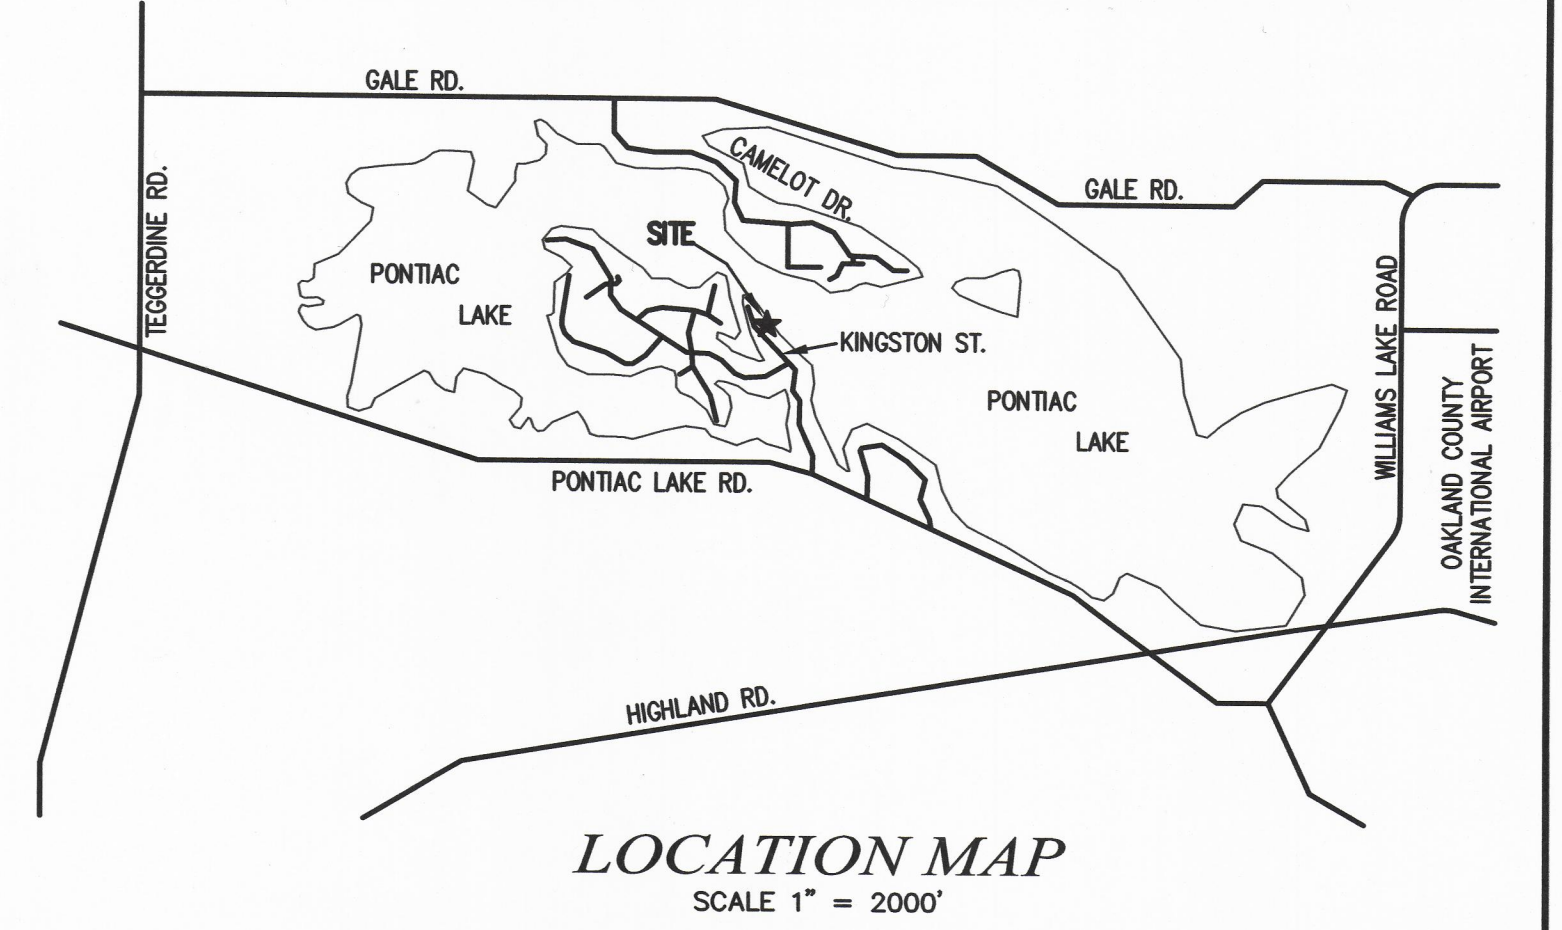 GALE RD.
CAMELOT DR.
TEGGERDINE RD.
GALE RD.
SITE
PONTIAC
LAKE
KINGSTON ST.
WILLIAMS LAKE ROAD
PONTIAC
LAKE
OAKLAND COUNTY
INTERNATIONAL AIRPORT
PONTIAC LAKE RD.
HIGHLAND RD.
LOCATION MAP
SCALE 1" = 2000'